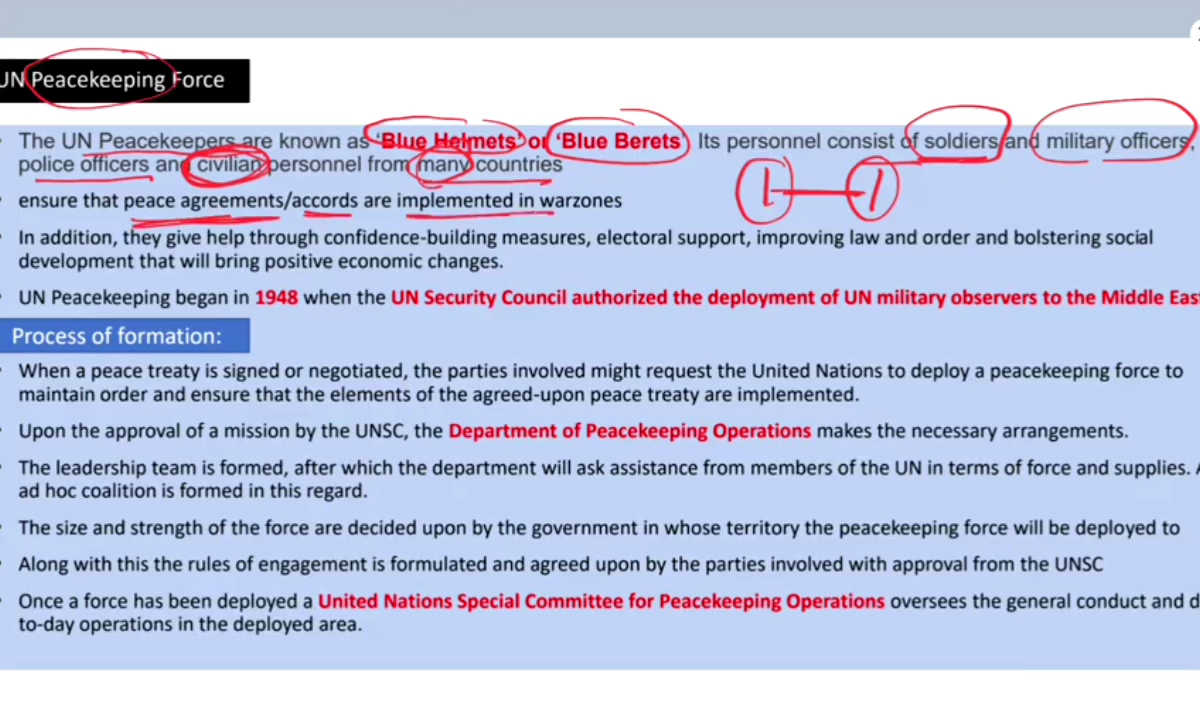 UN Peacekeeping Force
The UN Peacekeepers are known as 'Blue Helmets' or 'Blue Berets'. Its personnel consist of soldiers and military officers,
police officers and civilian personnel from many countries
ensure that peace agreements/accords are implemented in warzones
In addition, they give help through confidence-building measures, electoral support, improving law and order and bolstering social
development that will bring positive economic changes.
UN Peacekeeping began in 1948 when the UN Security Council authorized the deployment of UN military observers to the Middle East
Process of formation:
When a peace treaty is signed or negotiated, the parties involved might request the United Nations to deploy a peacekeeping force to
maintain order and ensure that the elements of the agreed-upon peace treaty are implemented.
Upon the approval of a mission by the UNSC, the Department of Peacekeeping Operations makes the necessary arrangements.
The leadership team is formed, after which the department will ask assistance from members of the UN in terms of force and supplies. A
ad hoc coalition is formed in this regard.
The size and strength of the force are decided upon by the government in whose territory the peacekeeping force will be deployed to
Along with this the rules of engagement is formulated and agreed upon by the parties involved with approval from the UNSC
Once a force has been deployed a United Nations Special Committee for Peacekeeping Operations oversees the general conduct and d
to-day operations in the deployed area.